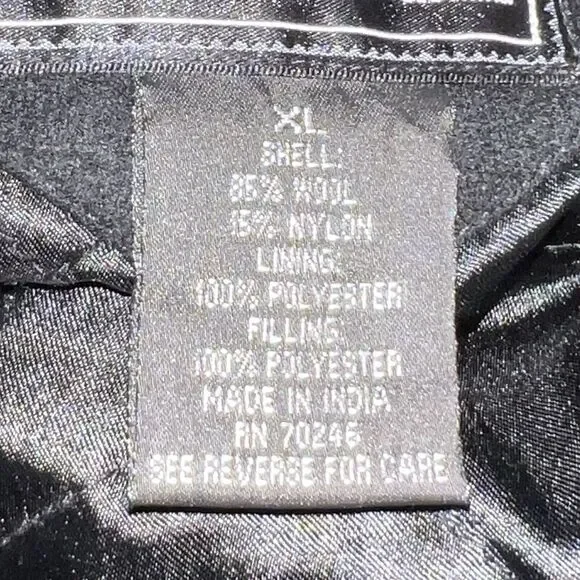 XL
SHELL:
85% WOOL
15% NYLON
LINING:
100% POLYESTER
FILLING:
100% POLYESTER
MADE IN INDIA
RN 70246
SEE REVERSE FOR CARE